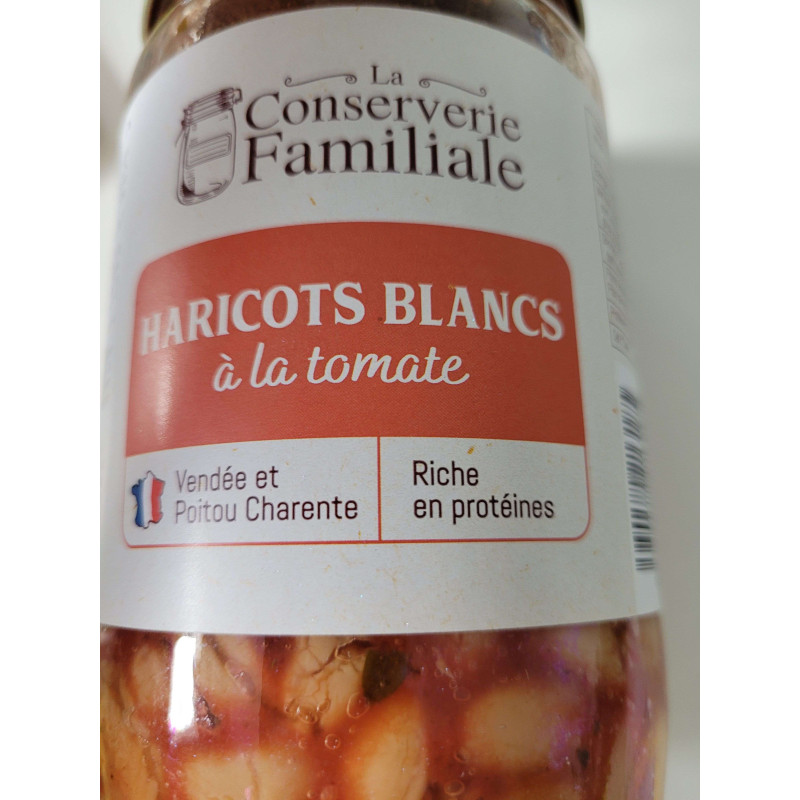 La
Conserverie
Familiale
HARICOTS BLANCS
à la tomate
Vendée et
Poitou Charente
Riche
en protéines